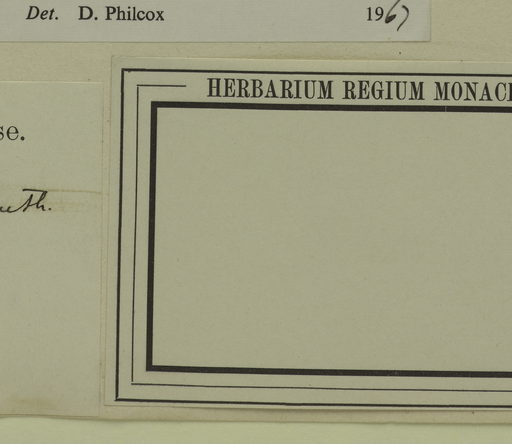 Det. D. Philcox 1967
HERBARIUM REGIUM MONAC
se.
uth.